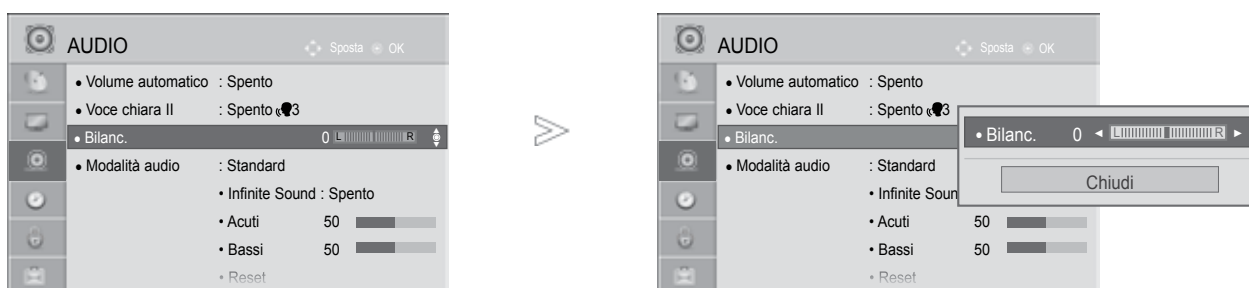 AUDIO
Sposta OK
• Volume automatico : Spento
• Voce chiara II : Spento 3
• Bilanc. 0 L R
• Modalità audio : Standard
• Infinite Sound : Spento
• Acuti 50
• Bassi 50
• Reset
AUDIO
Sposta OK
• Volume automatico : Spento
• Voce chiara II : Spento 3
• Bilanc.
• Modalità audio : Standard
• Infinite Soun
• Acuti 50
• Bassi 50
• Reset
• Bilanc. 0 ◄ L R ►
Chiudi